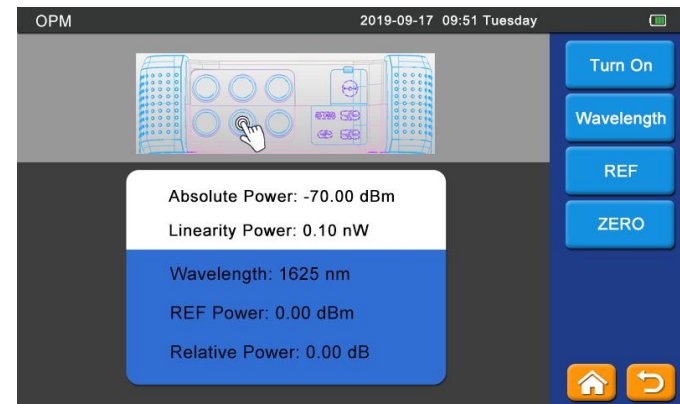 OPM
2019-09-17 09:51 Tuesday
Turn On
Wavelength
REF
ZERO
Absolute Power: -70.00 dBm
Linearity Power: 0.10 nW
Wavelength: 1625 nm
REF Power: 0.00 dBm
Relative Power: 0.00 dB